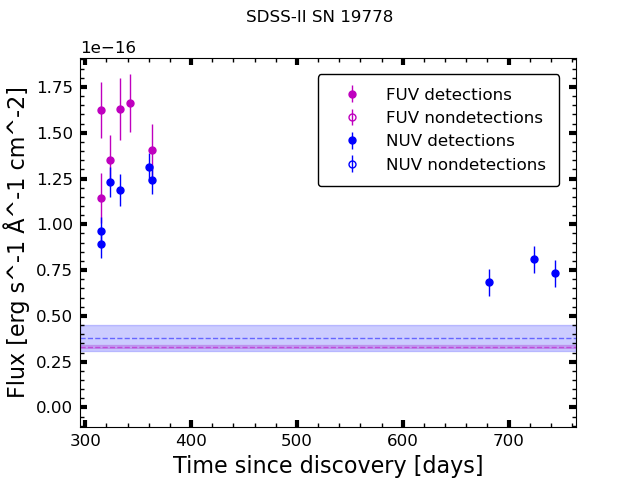 SDSS-II SN 19778
1e−16
Flux [erg s^-1 Å^-1 cm^-2]
1.75
1.50
1.25
1.00
0.75
0.50
0.25
0.00
FUV detections
FUV nondetections
NUV detections
NUV nondetections
300 400 500 600 700
Time since discovery [days]